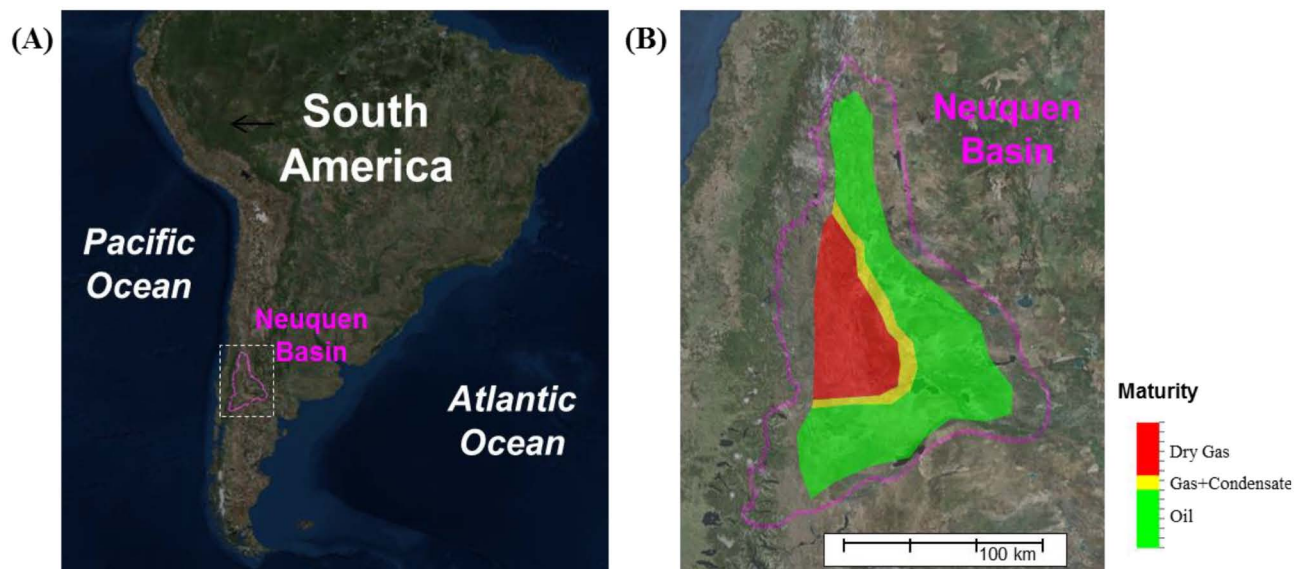 (A)
South
America
Pacific
Ocean
Neuquen
Basin
Atlantic
Ocean
(B)
Neuquen
Basin
100 km
Maturity
Dry Gas
Gas+Condensate
Oil